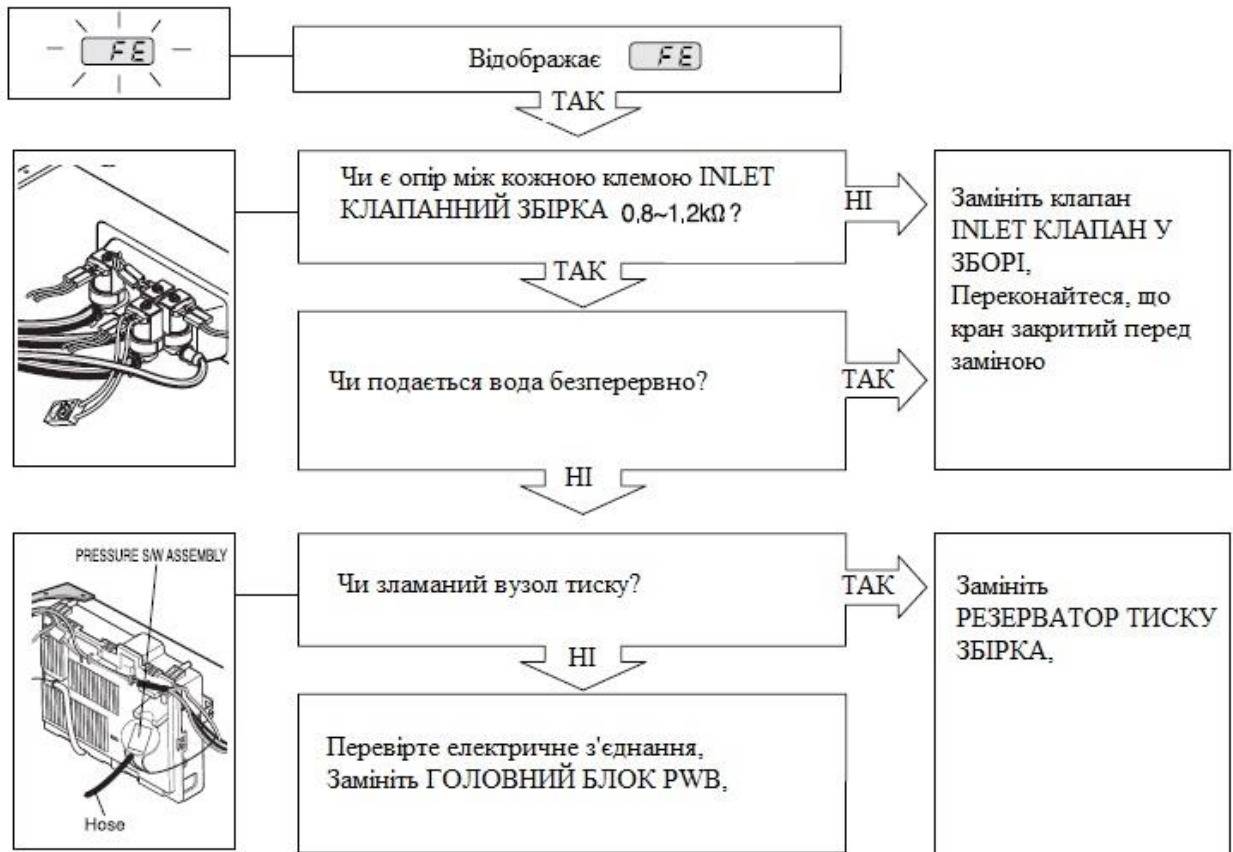 FE
Відображає FE
ТАК
Чи є опір між кожною клемою INLET
КЛАПАННИЙ ЗБІРКА 0,8~1,2kΩ?
НІ
Замініть клапан
INLET КЛАПАН У
ЗБОРІ,
Переконайтеся, що
кран закритий перед
заміною
ТАК
Чи подається вода безперервно?
ТАК
НІ
PRESSURE S/W ASSEMBLY
Hose
Чи зламаний вузол тиску?
ТАК
Замініть
РЕЗЕРВАТОР ТИСКУ
ЗБІРКА,
НІ
Перевірте електричне з'єднання,
Замініть ГОЛОВНИЙ БЛОК PWB,